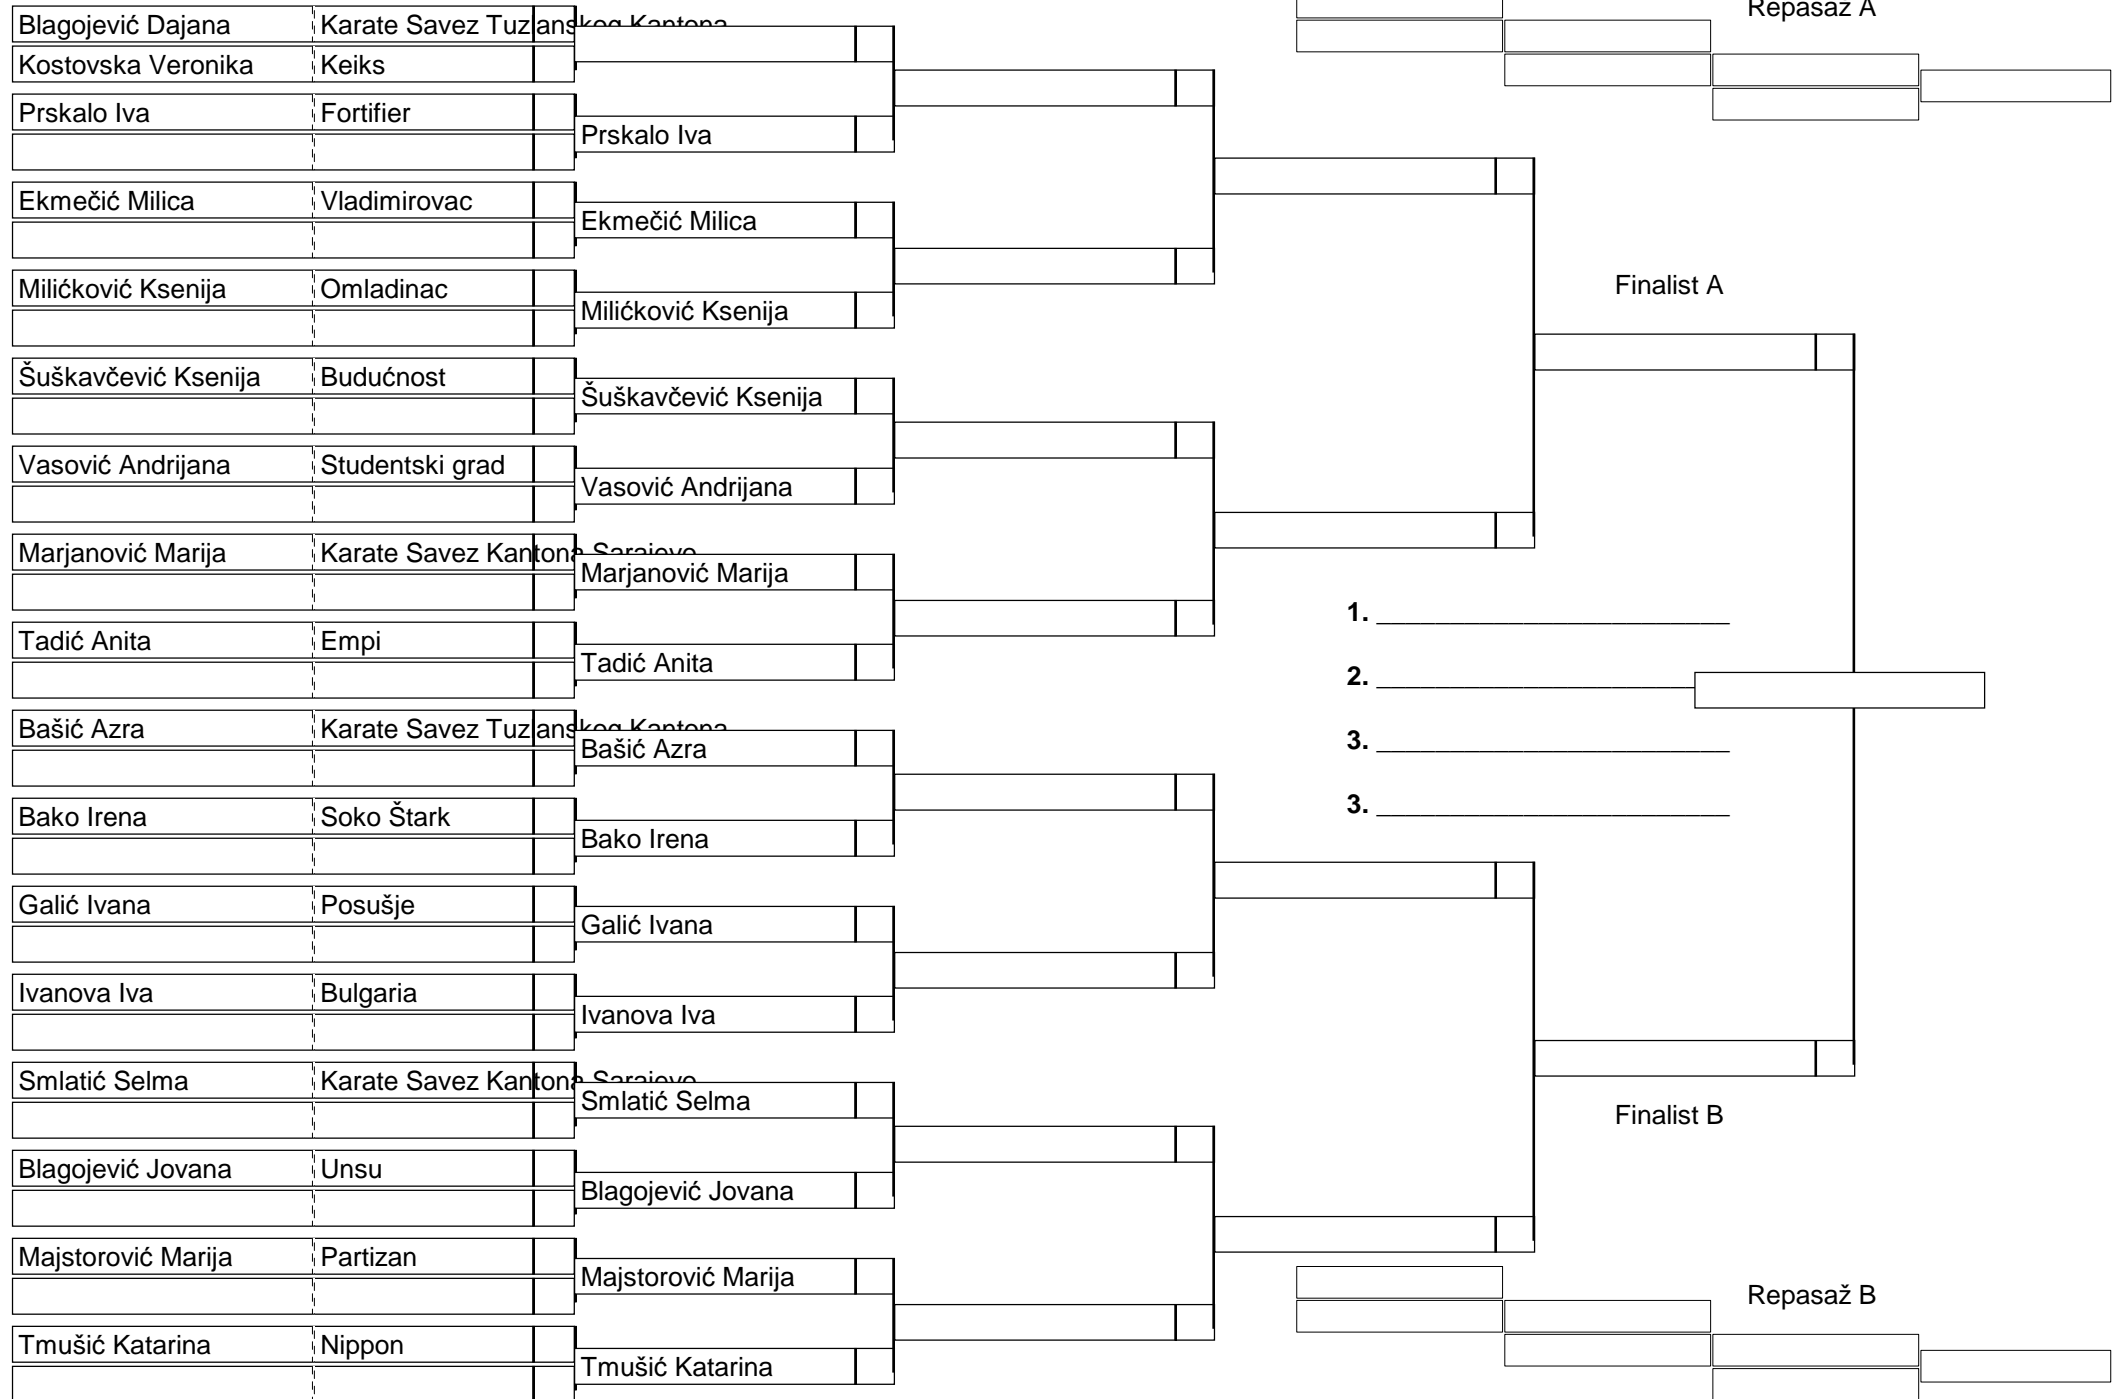 Blagojević Dajana Karate Savez Tuzlanskog Kantona
Kostovska Veronika Keiks
Prskalo Iva Fortifier
Prskalo Iva
Ekmečić Milica Vladimirovac
Ekmečić Milica
Milićković Ksenija Omladinac
Milićković Ksenija
Šuškavčević Ksenija Budućnost
Šuškavčević Ksenija
Vasović Andrijana Studentski grad
Vasović Andrijana
Marjanović Marija Karate Savez Kantona Sarajevo
Marjanović Marija
Tadić Anita Empi
Tadić Anita
Bašić Azra Karate Savez Tuzlanskog Kantona
Bašić Azra
Bako Irena Soko Štark
Bako Irena
Galić Ivana Posušje
Galić Ivana
Ivanova Iva Bulgaria
Ivanova Iva
Smlatić Selma Karate Savez Kantona Sarajevo
Smlatić Selma
Blagojević Jovana Unsu
Blagojević Jovana
Majstorović Marija Partizan
Majstorović Marija
Tmušić Katarina Nippon
Tmušić Katarina
Repasaž A
Finalist A
1.
2.
3.
3.
Finalist B
Repasaž B